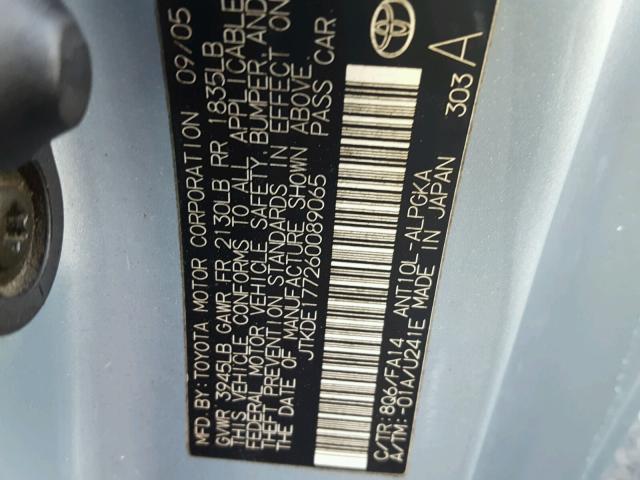 MFD.BY:TOYOTA MOTOR CORPORATION 09/05
GVWR 3945LB GAWR FR 2130LB RR 1835LB
THIS VEHICLE CONFORMS TO ALL APPLICABLE
FEDERAL MOTOR VEHICLE SAFETY, BUMPER, AND
THEFT PREVENTION STANDARDS IN EFFECT ON
THE DATE OF MANUFACTURE SHOWN ABOVE.
JTKDE177260089065 PASS CAR
C/TR:8Q6/FA14 ANT10L-ALPGKA
A/TM:-01A/U241E MADE IN JAPAN 303 A